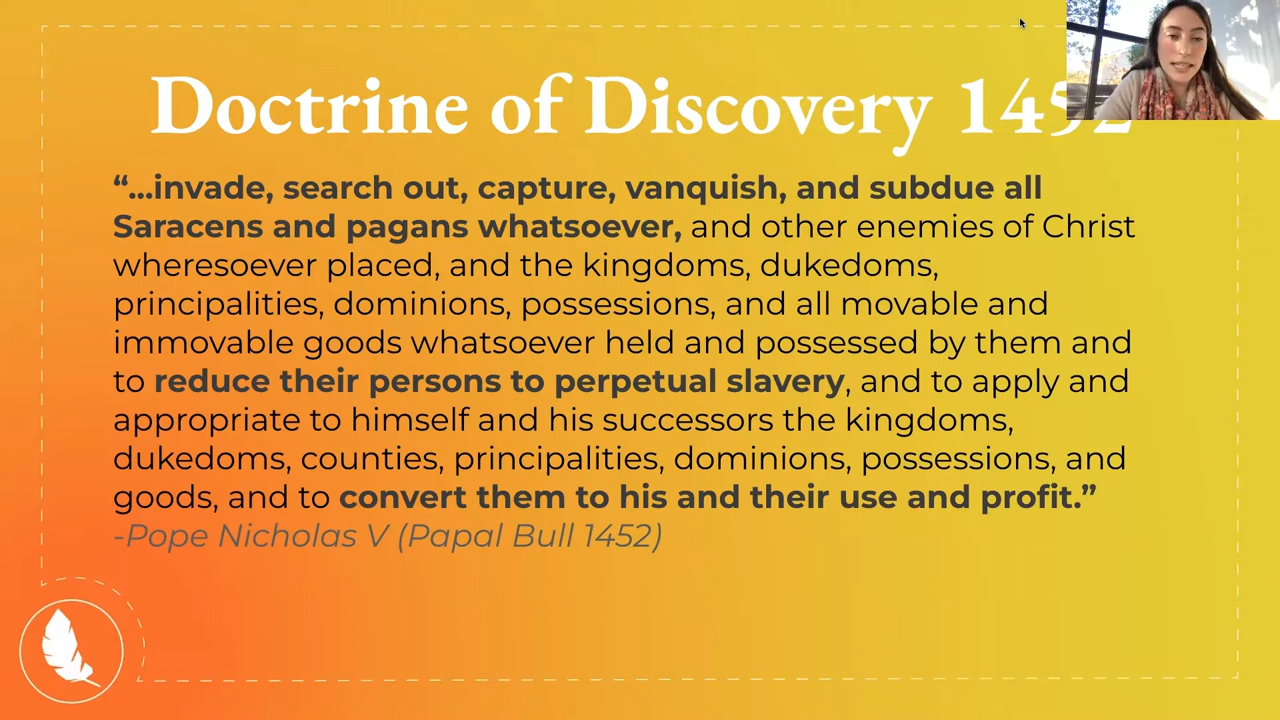 Doctrine of Discovery 1452
“...invade, search out, capture, vanquish, and subdue all
Saracens and pagans whatsoever, and other enemies of Christ
wheresoever placed, and the kingdoms, dukedoms,
principalities, dominions, possessions, and all movable and
immovable goods whatsoever held and possessed by them and
to reduce their persons to perpetual slavery, and to apply and
appropriate to himself and his successors the kingdoms,
dukedoms, counties, principalities, dominions, possessions, and
goods, and to convert them to his and their use and profit.”
-Pope Nicholas V (Papal Bull 1452)